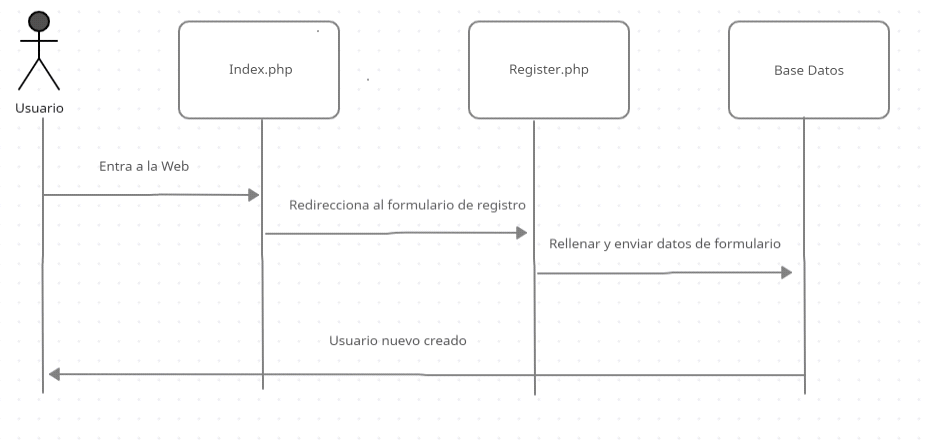 Usuario
Index.php
Register.php
Base Datos
Entra a la Web
Redirecciona al formulario de registro
Rellenar y enviar datos de formulario
Usuario nuevo creado